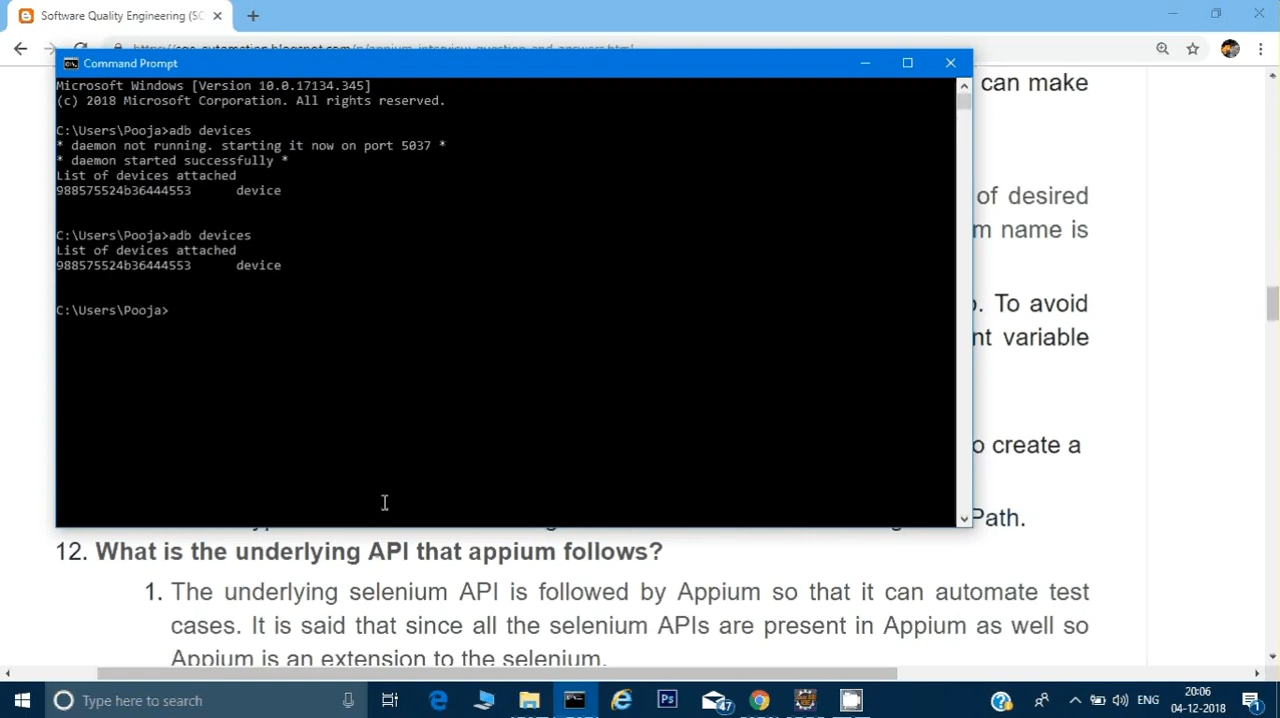 Software Quality Engineering (SC
Command Prompt
Microsoft Windows [Version 10.0.17134.345]
(c) 2018 Microsoft Corporation. All rights reserved.
C:\Users\Pooja>adb devices
* daemon not running. starting it now on port 5037 *
* daemon started successfully *
List of devices attached
988575524b36444553 device
C:\Users\Pooja>adb devices
List of devices attached
988575524b36444553 device
C:\Users\Pooja>
can make
of desired
name is
To avoid
variable
create a
Path.
12. What is the underlying API that appium follows?
1. The underlying selenium API is followed by Appium so that it can automate test
cases. It is said that since all the selenium APIs are present in Appium as well so
Appium is an extension to the selenium.
Type here to search
47
ENG
20:06
04-12-2018
1